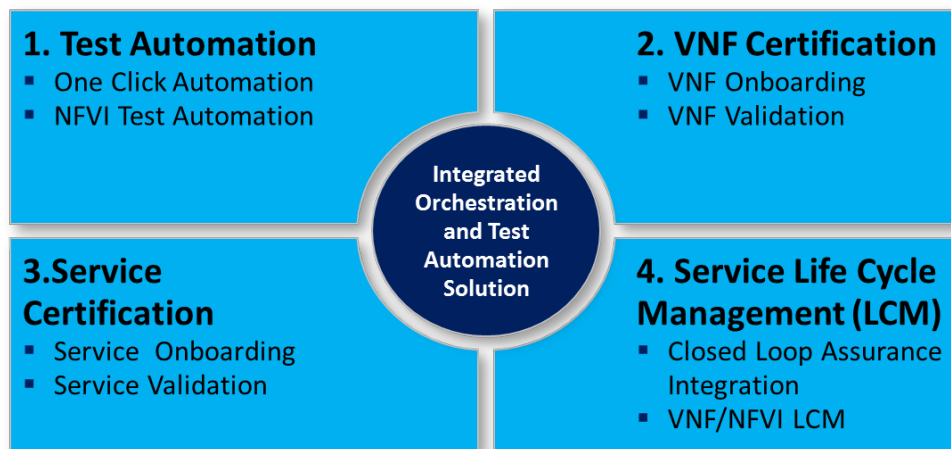 1. Test Automation
▪ One Click Automation
▪ NFVI Test Automation
2. VNF Certification
▪ VNF Onboarding
▪ VNF Validation
Integrated
Orchestration
and Test
Automation
Solution
3.Service
Certification
▪ Service Onboarding
▪ Service Validation
4. Service Life Cycle
Management (LCM)
▪ Closed Loop Assurance
Integration
▪ VNF/NFVI LCM